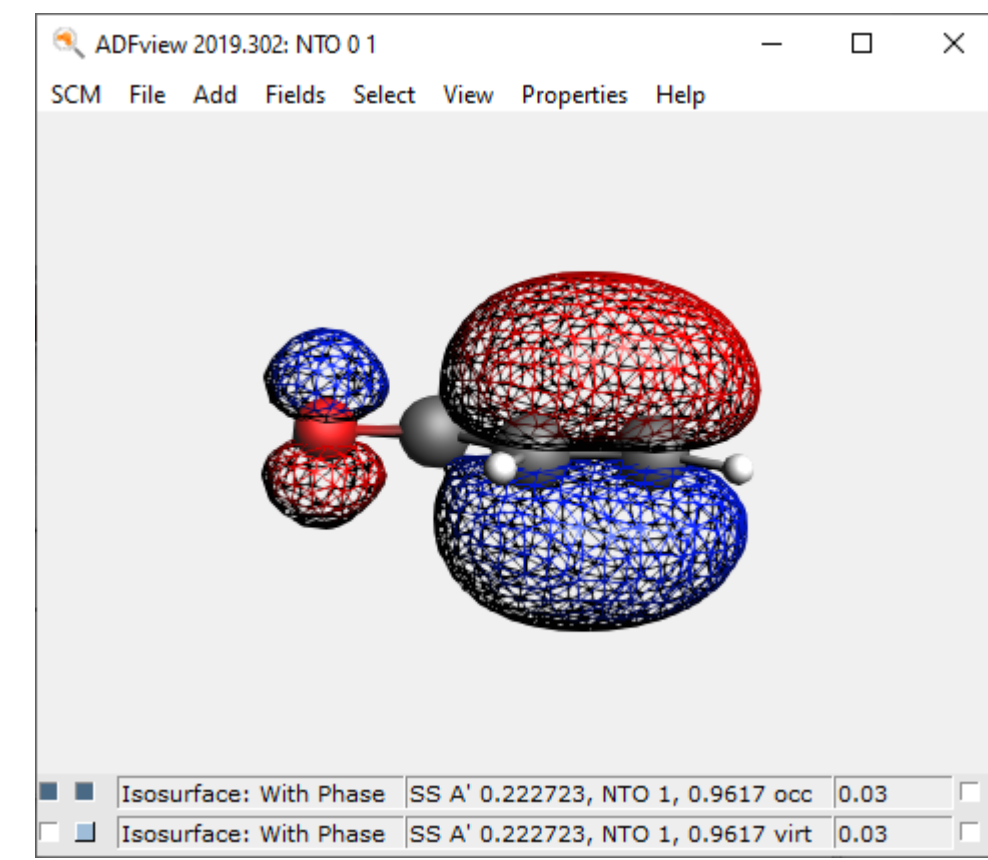 ADFview 2019.302: NTO 0 1
SCM File Add Fields Select View Properties Help
Isosurface: With Phase SS A' 0.222723, NTO 1, 0.9617 occ 0.03
Isosurface: With Phase SS A' 0.222723, NTO 1, 0.9617 virt 0.03